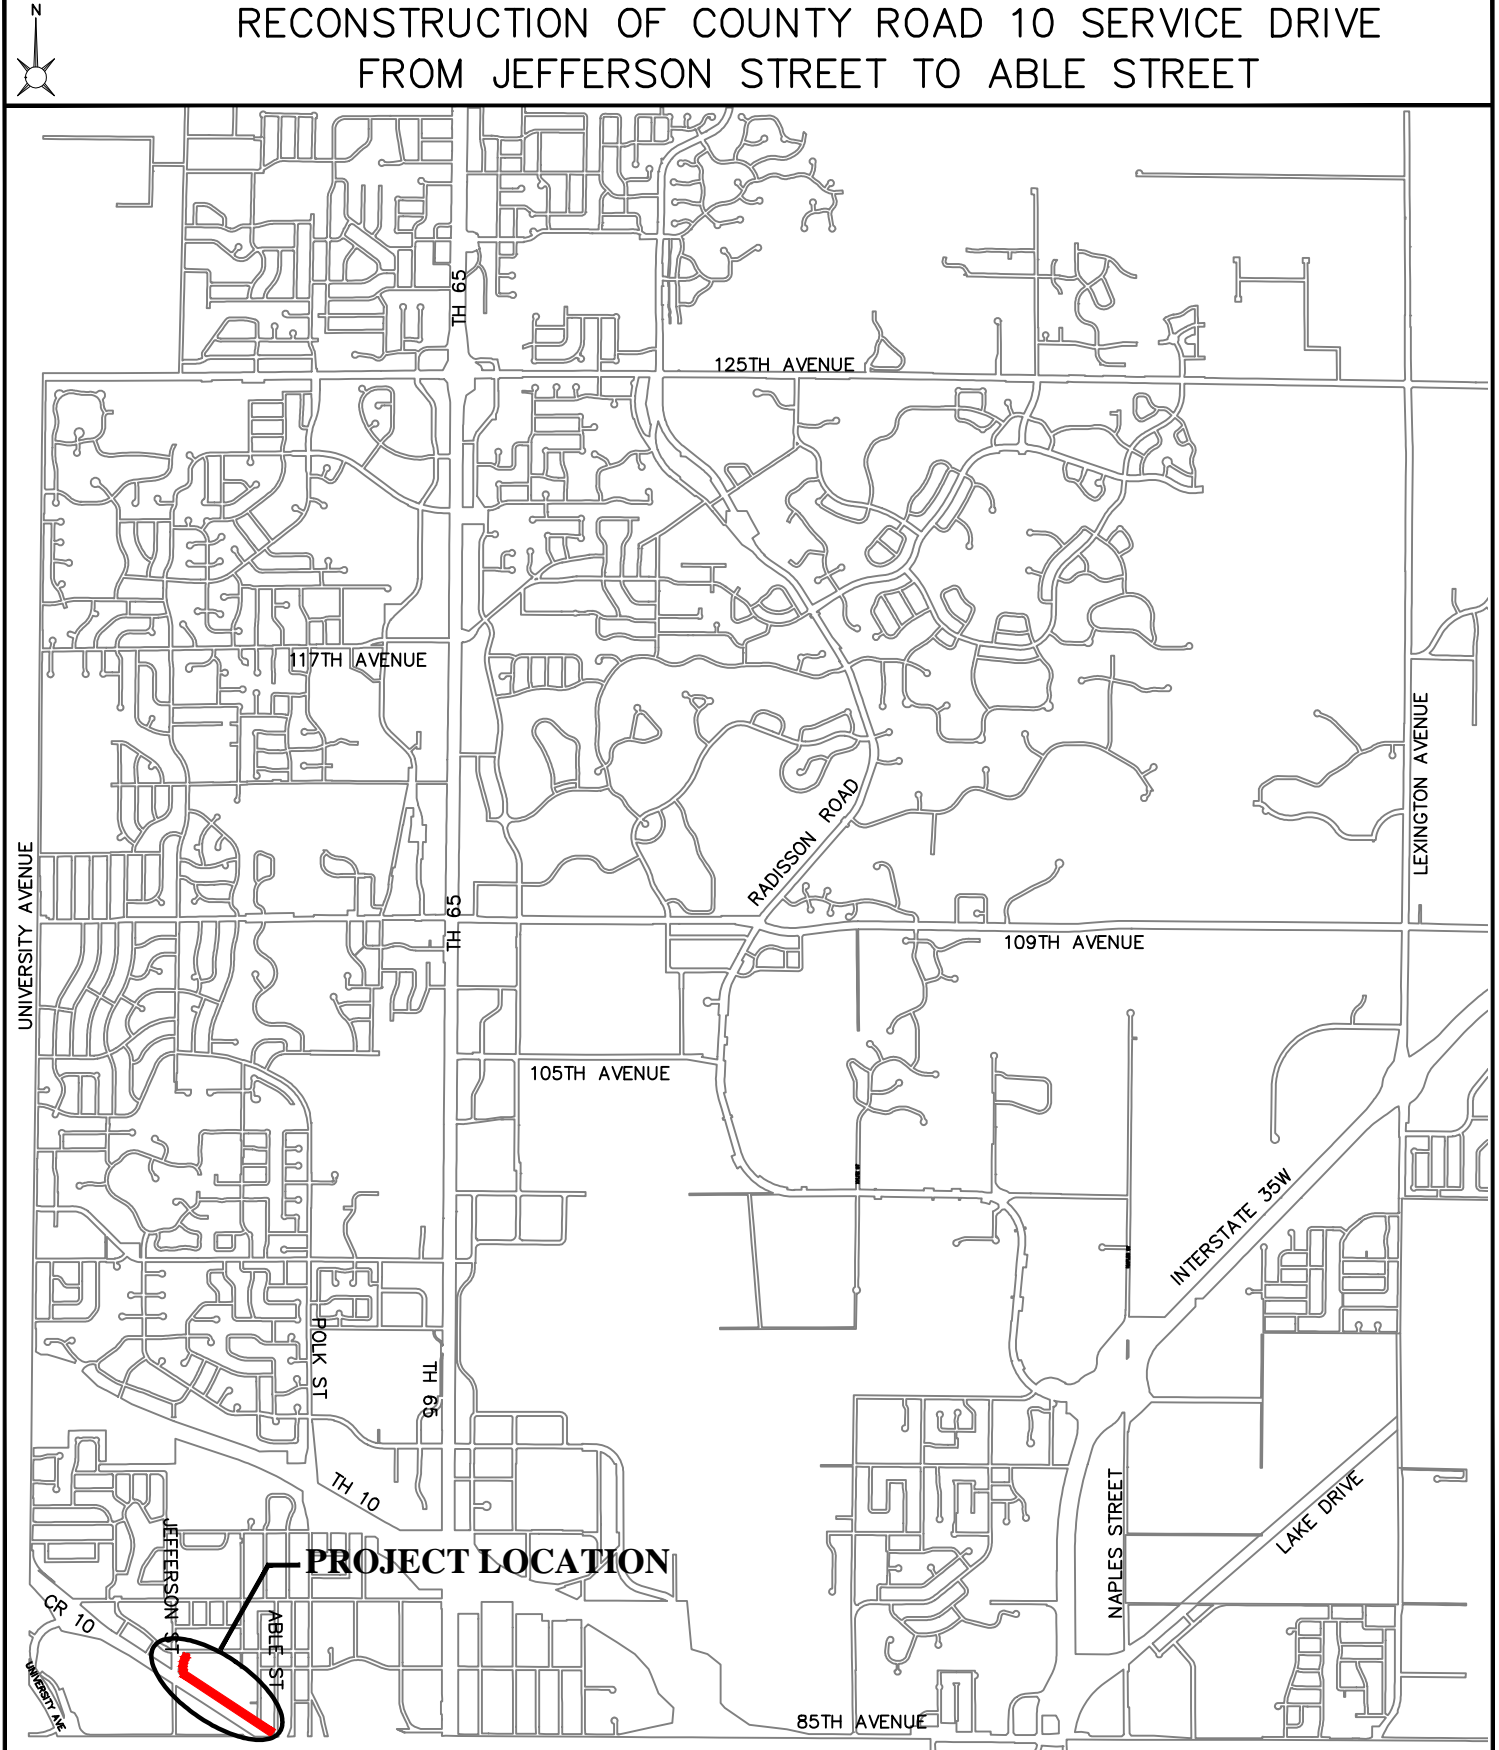 N
RECONSTRUCTION OF COUNTY ROAD 10 SERVICE DRIVE
FROM JEFFERSON STREET TO ABLE STREET
TH 65
125TH AVENUE
117TH AVENUE
LEXINGTON AVENUE
RADISSON ROAD
UNIVERSITY AVENUE
TH 65
109TH AVENUE
105TH AVENUE
INTERSTATE 35W
POLK ST
TH 65
TH 10
NAPLES STREET
LAKE DRIVE
JEFFERSON ST
PROJECT LOCATION
CR 10
ABLE ST
UNIVERSITY AVE.
85TH AVENUE